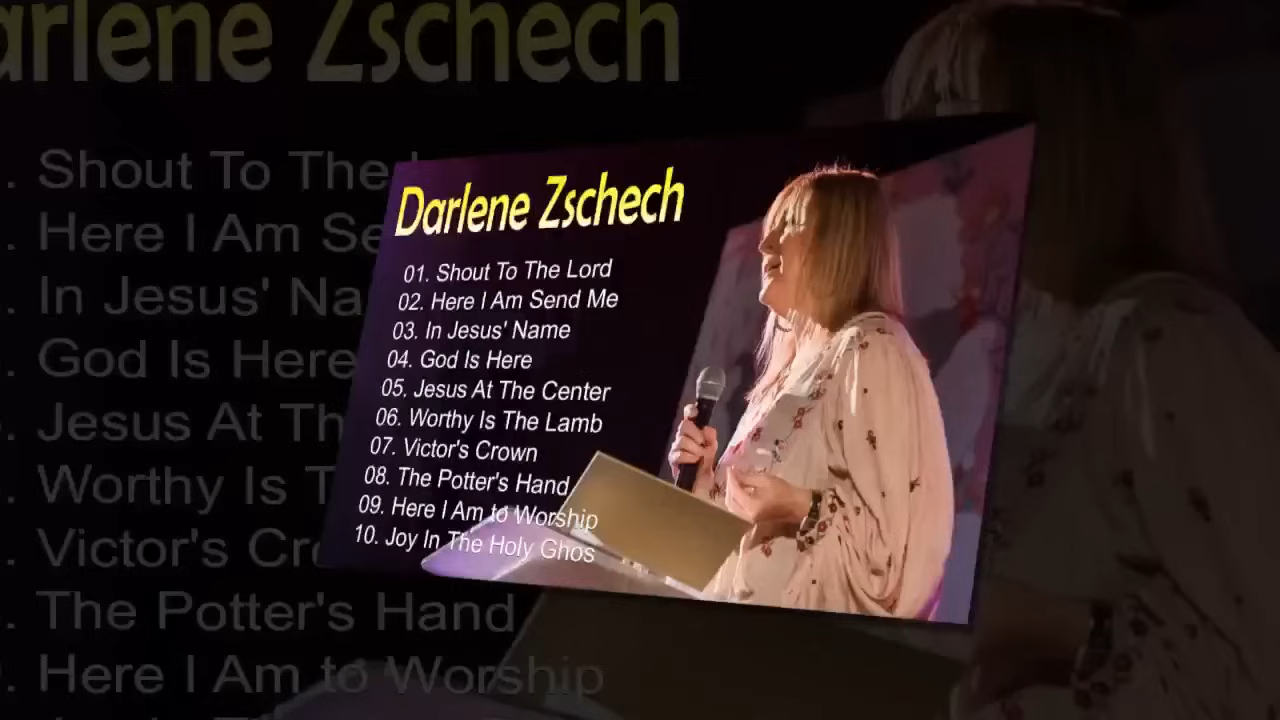 arlene Zschech
. Shout To The
. Here I Am Se
. In Jesus' Na
. God Is Here
. Jesus At Th
. Worthy Is T
. Victor's Cro
. The Potter's Hand
. Here I Am to Worship
Darlene Zschech
01. Shout To The Lord
02. Here I Am Send Me
03. In Jesus' Name
04. God Is Here
05. Jesus At The Center
06. Worthy Is The Lamb
07. Victor's Crown
08. The Potter's Hand
09. Here I Am to Worship
10. Joy In The Holy Ghos